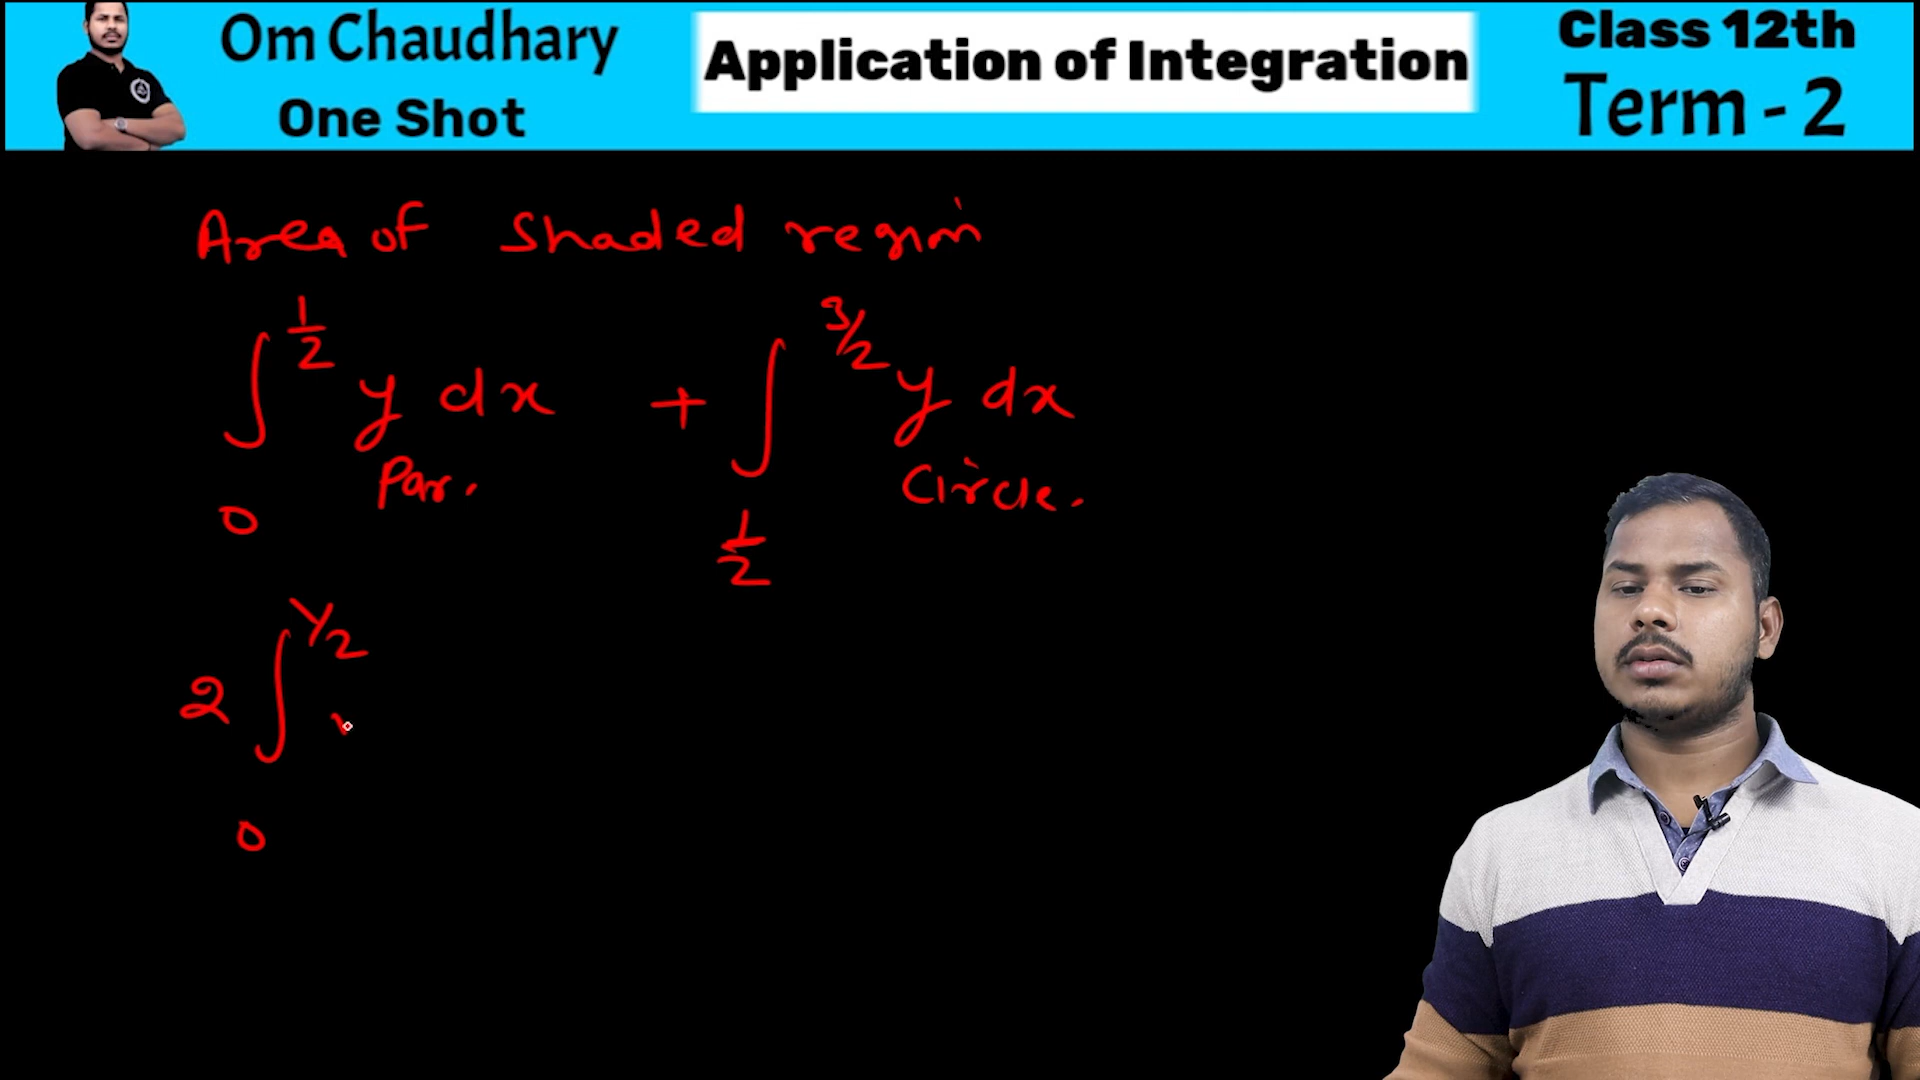 Om Chaudhary
One Shot
Application of Integration
Class 12th
Term - 2
Area of shaded region
∫₀^{1/2} y dx + ∫_{1/2}^{3/2} y dx
Par. Circle.
2 ∫₀^{1/2}